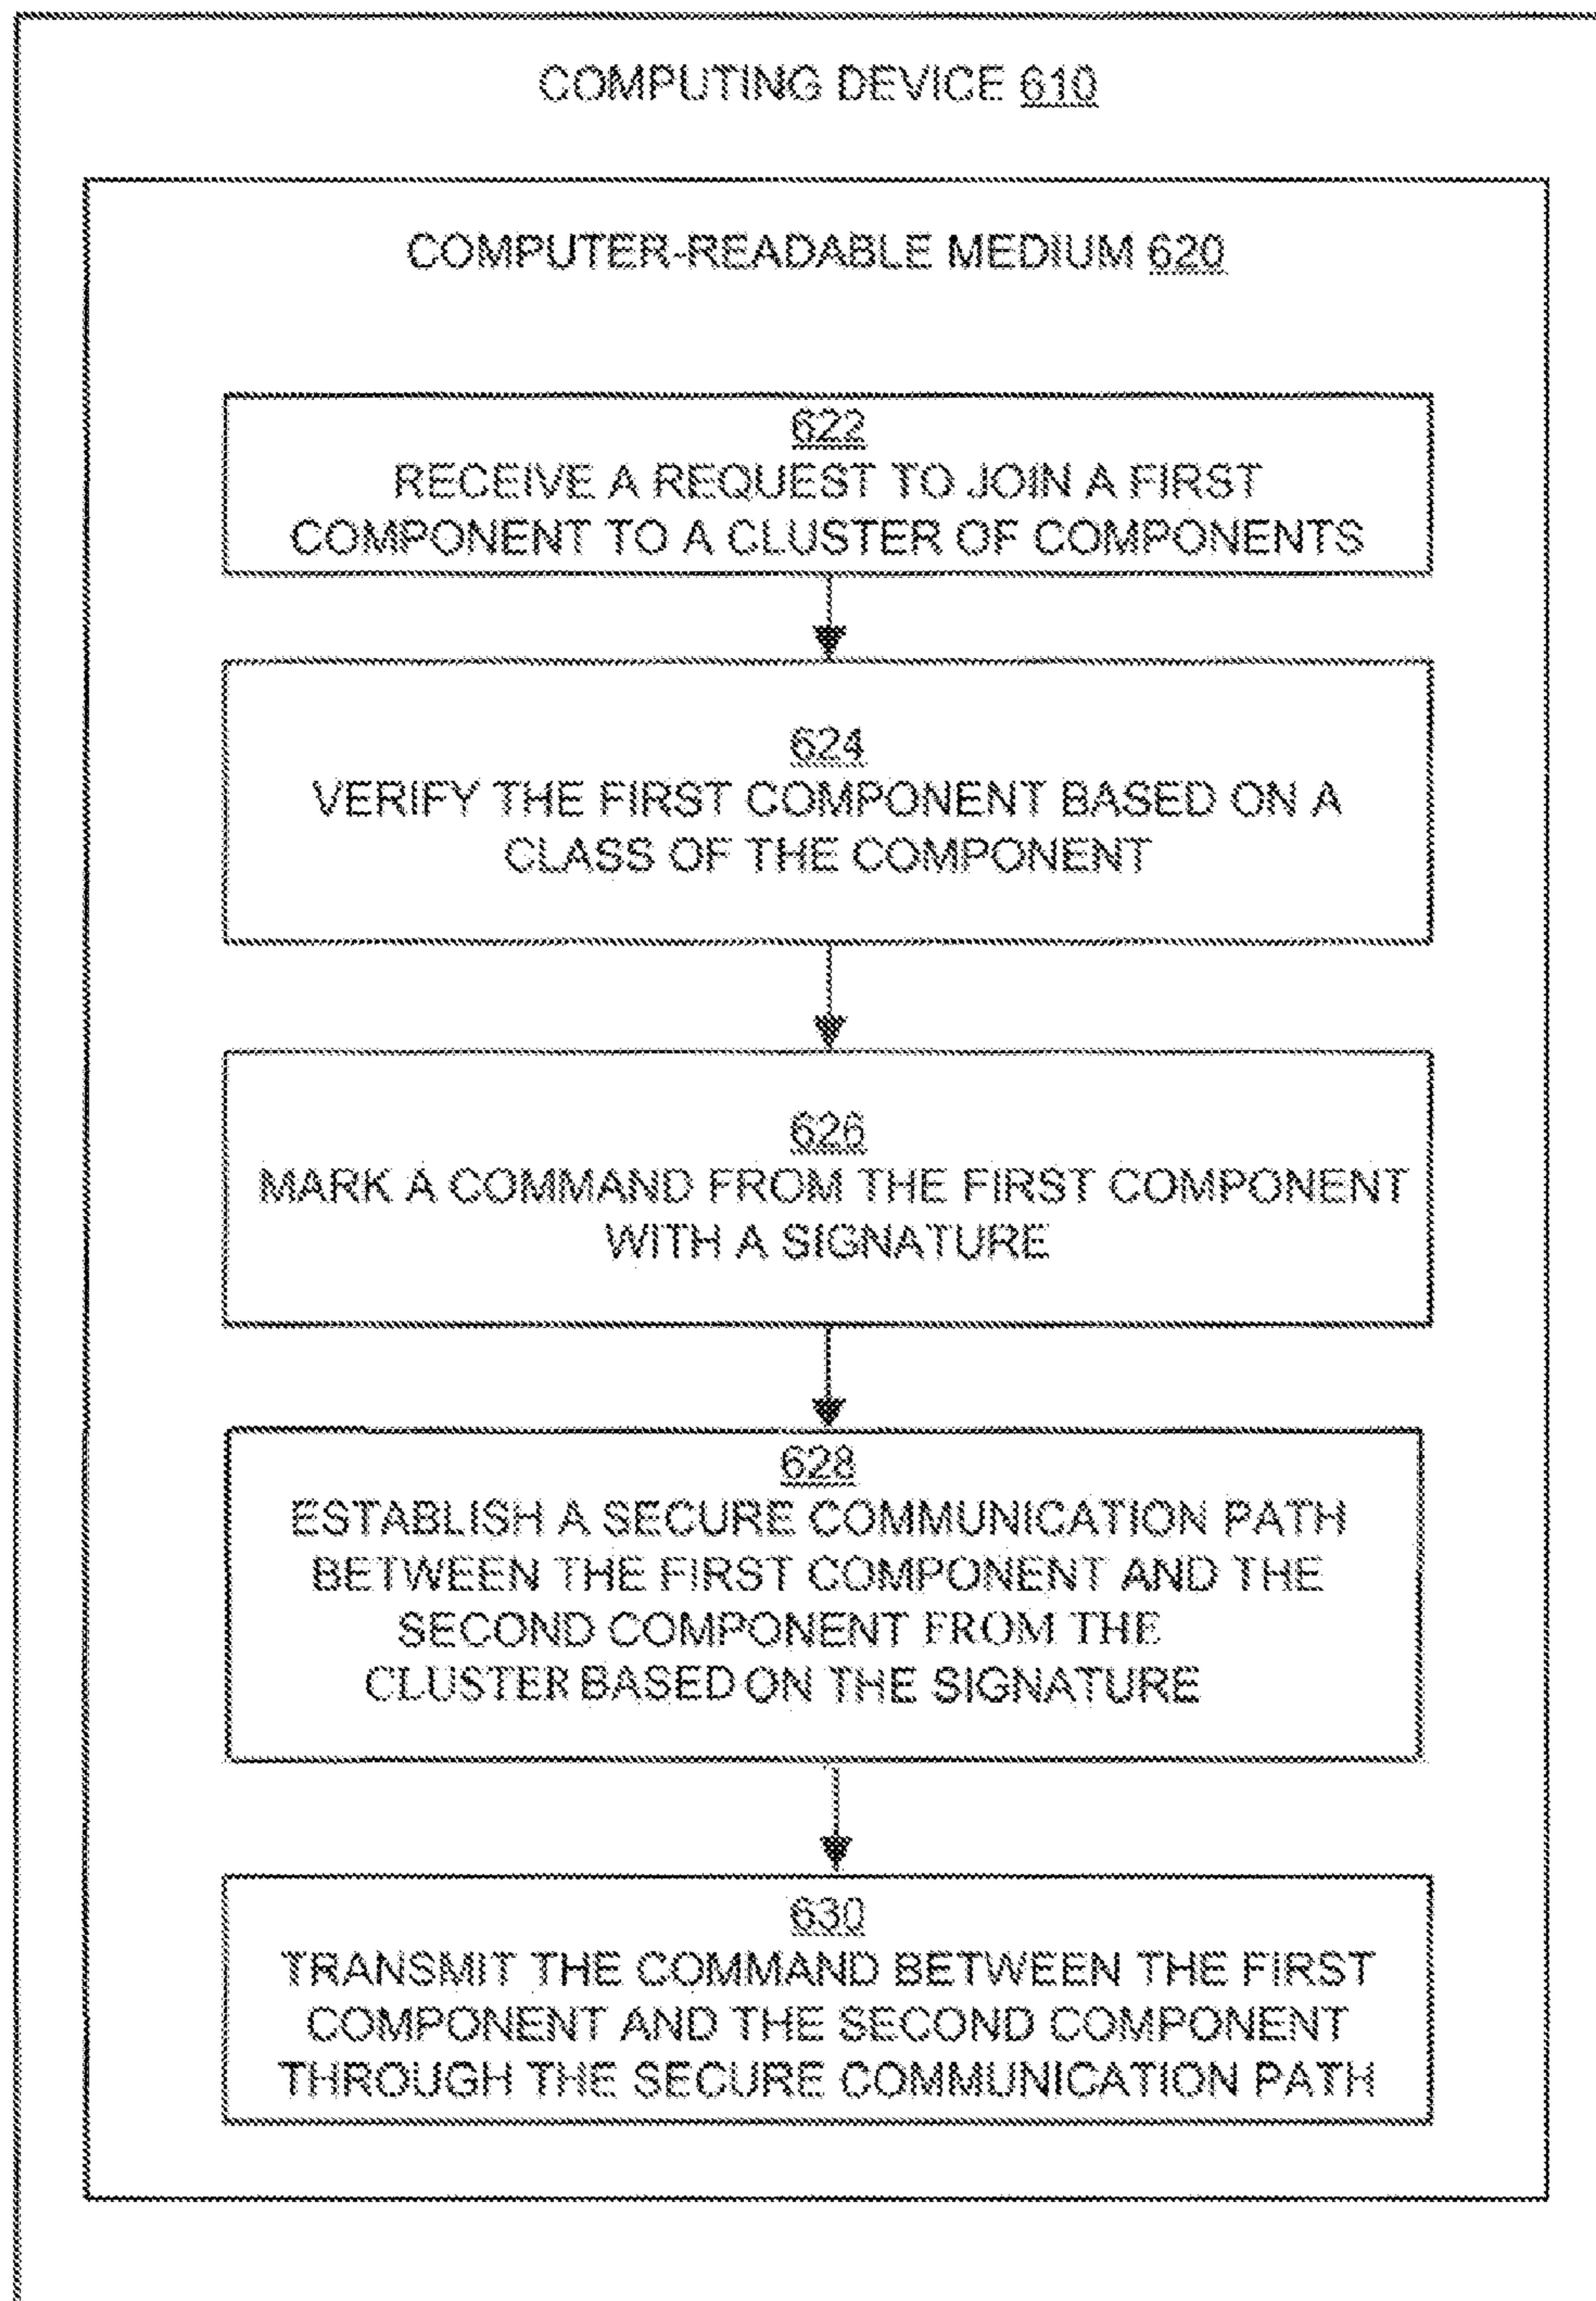 COMPUTING DEVICE 610
COMPUTER-READABLE MEDIUM 620
622
RECEIVE A REQUEST TO JOIN A FIRST
COMPONENT TO A CLUSTER OF COMPONENTS
624
VERIFY THE FIRST COMPONENT BASED ON A
CLASS OF THE COMPONENT
626
MARK A COMMAND FROM THE FIRST COMPONENT
WITH A SIGNATURE
628
ESTABLISH A SECURE COMMUNICATION PATH
BETWEEN THE FIRST COMPONENT AND THE
SECOND COMPONENT FROM THE
CLUSTER BASED ON THE SIGNATURE
630
TRANSMIT THE COMMAND BETWEEN THE FIRST
COMPONENT AND THE SECOND COMPONENT
THROUGH THE SECURE COMMUNICATION PATH